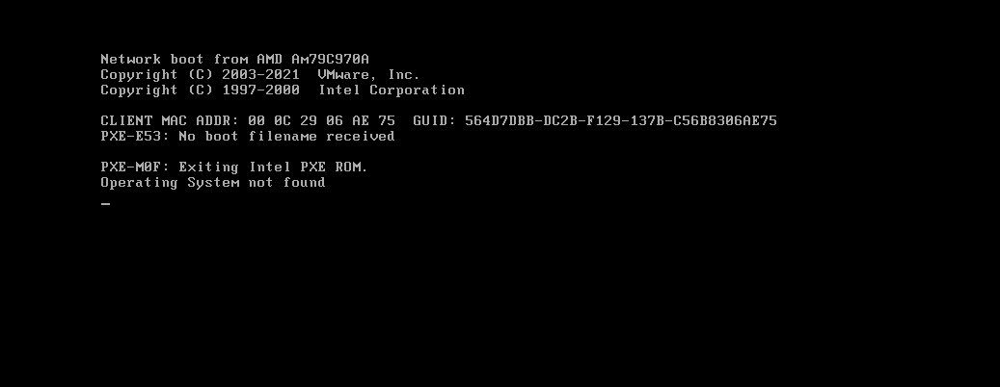 Network boot from AMD Am79C970A
Copyright (C) 2003-2021  VMware, Inc.
Copyright (C) 1997-2000  Intel Corporation
CLIENT MAC ADDR: 00 0C 29 06 AE 75  GUID: 564D7DBB-DC2B-F129-137B-C56B8306AE75
PXE-E53: No boot filename received
PXE-M0F: Exiting Intel PXE ROM.
Operating System not found